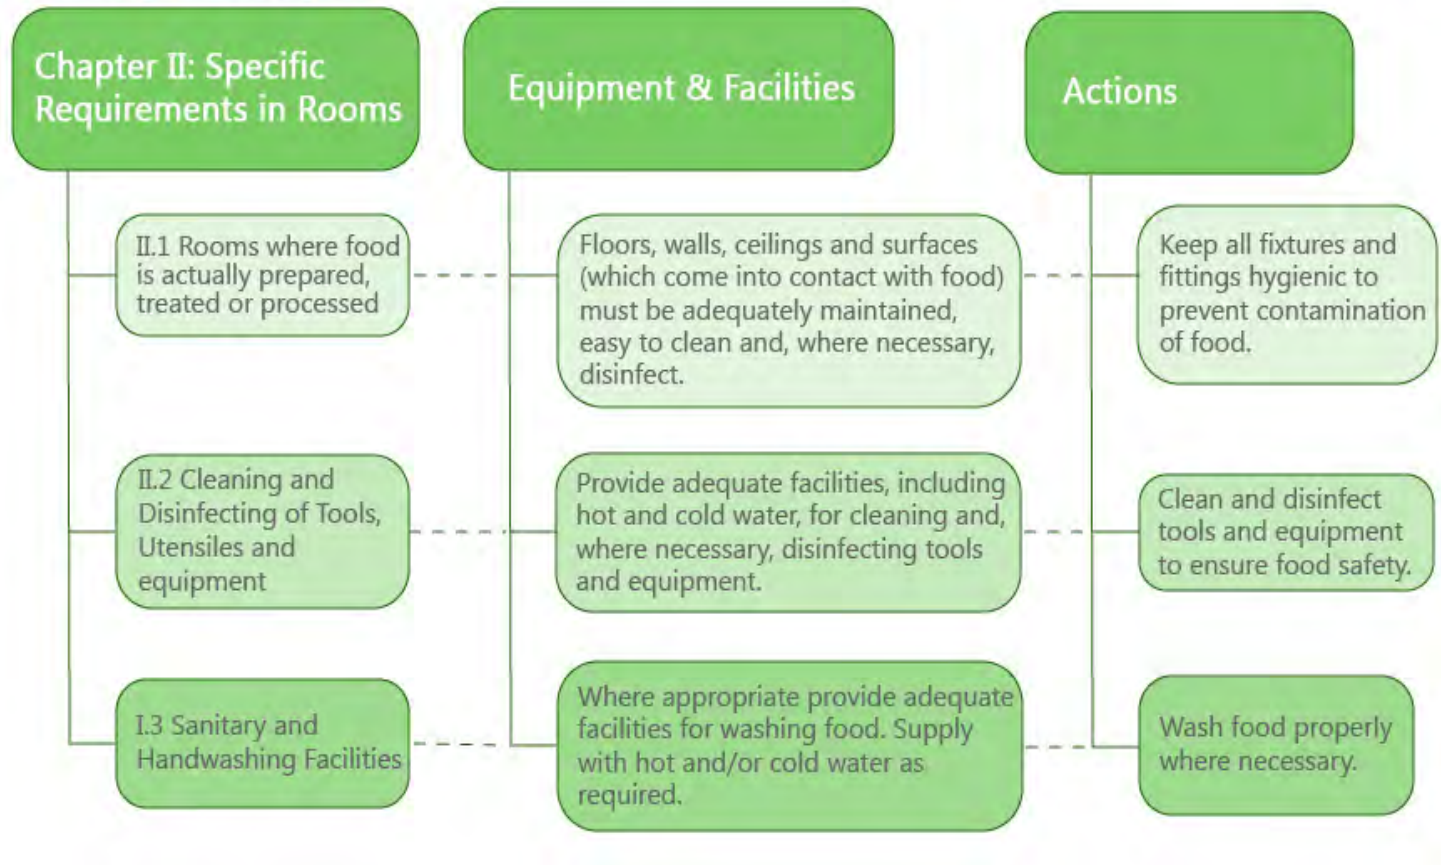 Chapter II: Specific
Requirements in Rooms
Equipment & Facilities
Actions
II.1 Rooms where food
is actually prepared,
treated or processed
Floors, walls, ceilings and surfaces
(which come into contact with food)
must be adequately maintained,
easy to clean and, where necessary,
disinfect.
Keep all fixtures and
fittings hygienic to
prevent contamination
of food.
II.2 Cleaning and
Disinfecting of Tools,
Utensiles and
equipment
Provide adequate facilities, including
hot and cold water, for cleaning and,
where necessary, disinfecting tools
and equipment.
Clean and disinfect
tools and equipment
to ensure food safety.
I.3 Sanitary and
Handwashing Facilities
Where appropriate provide adequate
facilities for washing food. Supply
with hot and/or cold water as
required.
Wash food properly
where necessary.